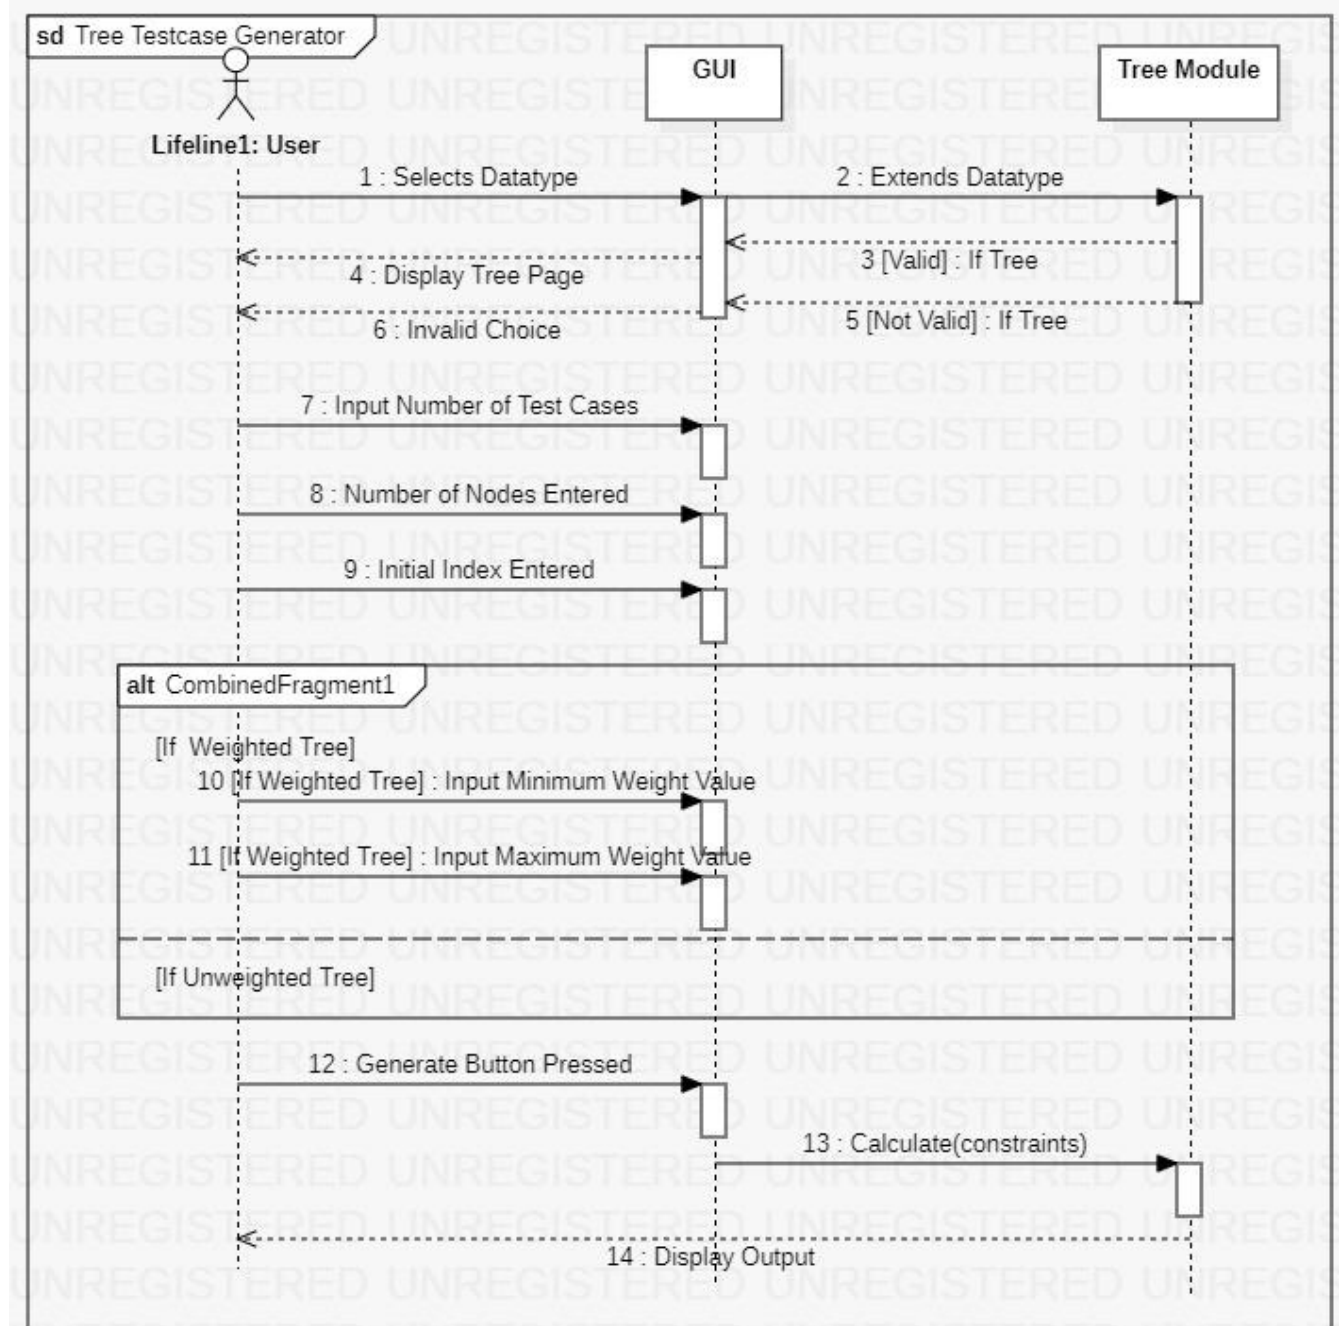 sd Tree Testcase Generator
GUI
Tree Module
Lifeline1: User
1 : Selects Datatype
2 : Extends Datatype
3 [Valid] : If Tree
4 : Display Tree Page
5 [Not Valid] : If Tree
6 : Invalid Choice
7 : Input Number of Test Cases
8 : Number of Nodes Entered
9 : Initial Index Entered
alt CombinedFragment1
[If Weighted Tree]
10 [If Weighted Tree] : Input Minimum Weight Value
11 [If Weighted Tree] : Input Maximum Weight Value
[If Unweighted Tree]
12 : Generate Button Pressed
13 : Calculate(constraints)
14 : Display Output
UNREGISTERED